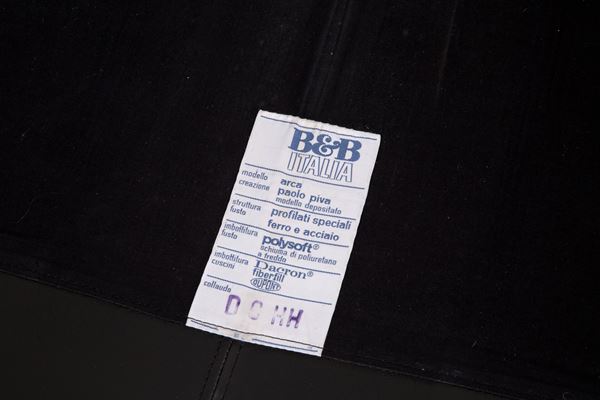 B&B
ITALIA
modello arca
creazione paolo piva
modello depositato
struttura profilati speciali
fusto ferro e acciaio
imbottitura polysoft®
fusto schiuma di poliuretano
a freddo
imbottitura Dacron®
cuscini fiberfill
DUPONT
collaudo
D C HH